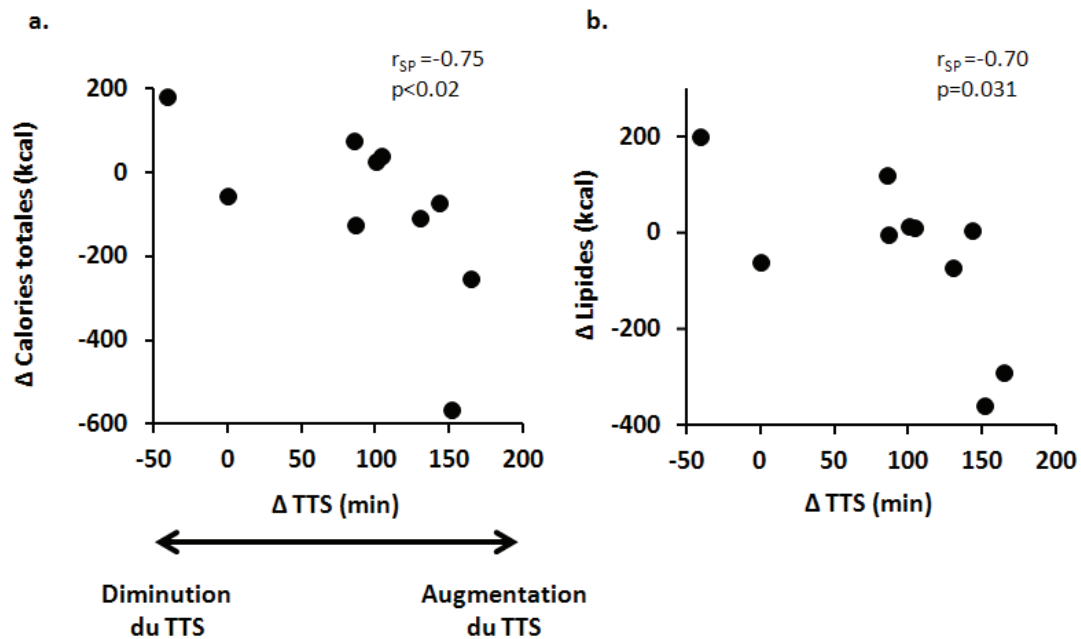 a.
r_SP =-0.75
p<0.02
200
0
-200
-400
-600
Δ Calories totales (kcal)
-50 0 50 100 150 200
Δ TTS (min)
Diminution
du TTS
Augmentation
du TTS
b.
r_SP =-0.70
p=0.031
200
0
-200
-400
Δ Lipides (kcal)
-50 0 50 100 150 200
Δ TTS (min)